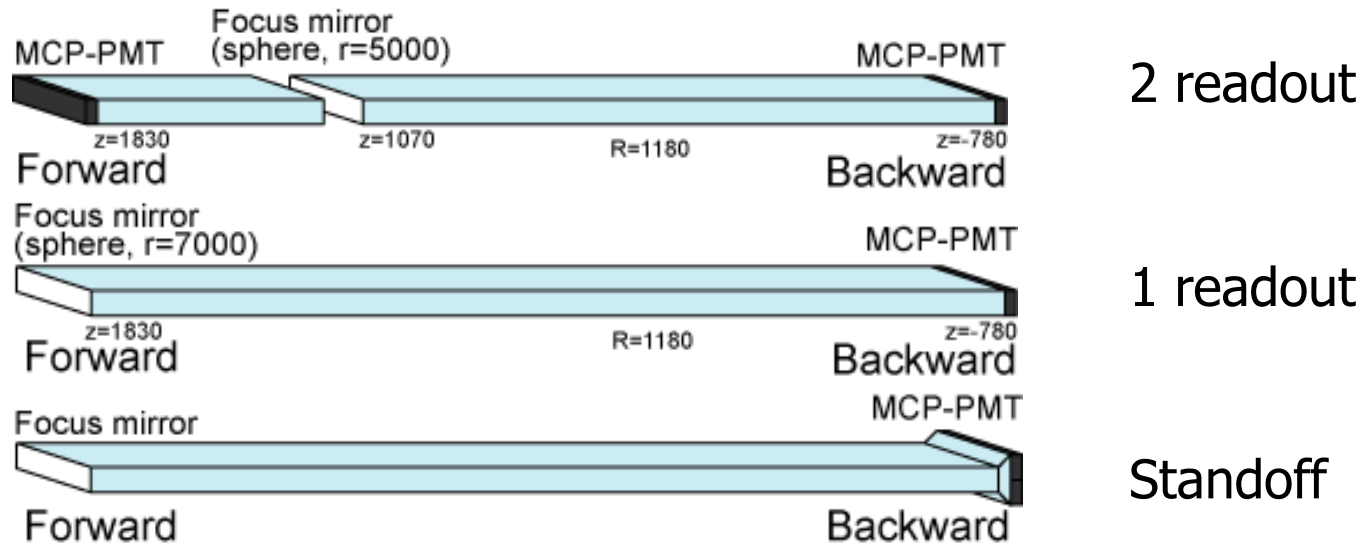 Focus mirror
(sphere, r=5000)
MCP-PMT
MCP-PMT
2 readout
z=1830
z=1070
R=1180
z=-780
Forward
Backward
Focus mirror
(sphere, r=7000)
MCP-PMT
1 readout
z=1830
R=1180
z=-780
Forward
Backward
MCP-PMT
Focus mirror
Standoff
Forward
Backward